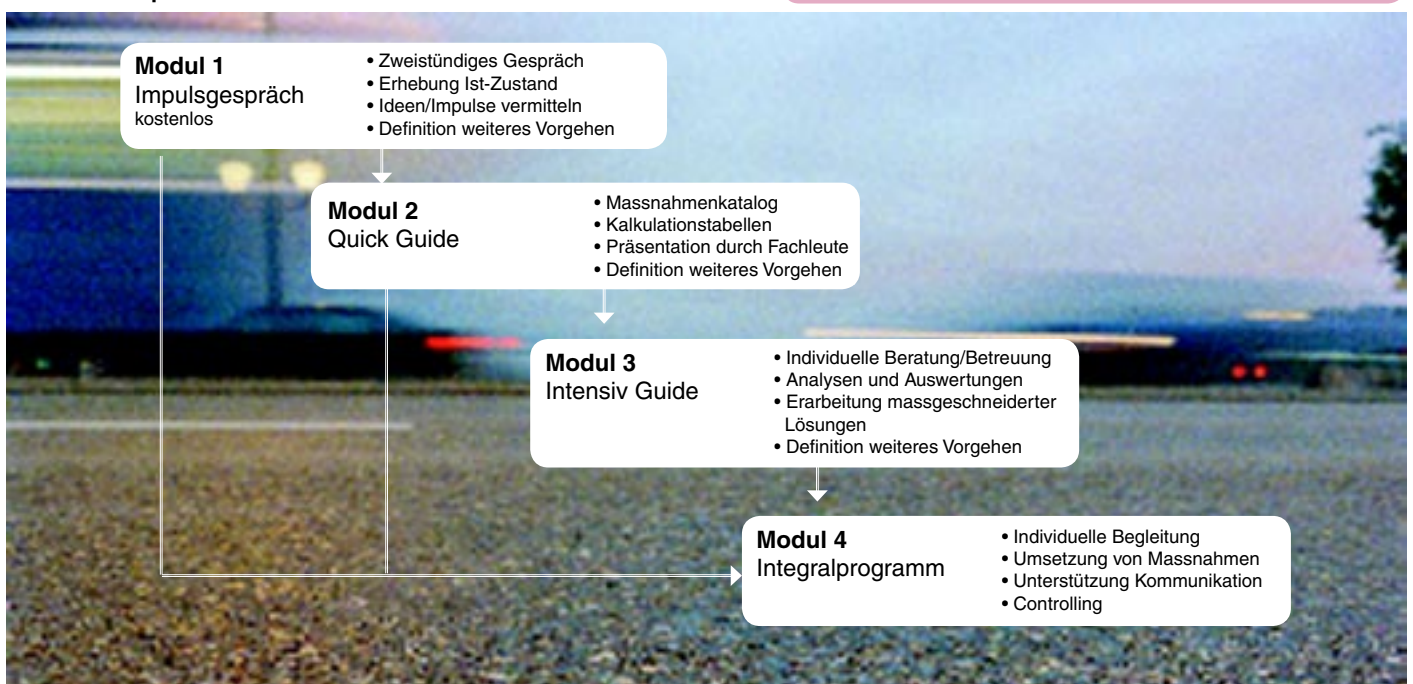 Modul 1
Impulsgespräch
kostenlos
• Zweistündiges Gespräch
• Erhebung Ist-Zustand
• Ideen/Impulse vermitteln
• Definition weiteres Vorgehen
Modul 2
Quick Guide
• Massnahmenkatalog
• Kalkulationstabellen
• Präsentation durch Fachleute
• Definition weiteres Vorgehen
Modul 3
Intensiv Guide
• Individuelle Beratung/Betreuung
• Analysen und Auswertungen
• Erarbeitung massgeschneiderter
Lösungen
• Definition weiteres Vorgehen
Modul 4
Integralprogramm
• Individuelle Begleitung
• Umsetzung von Massnahmen
• Unterstützung Kommunikation
• Controlling